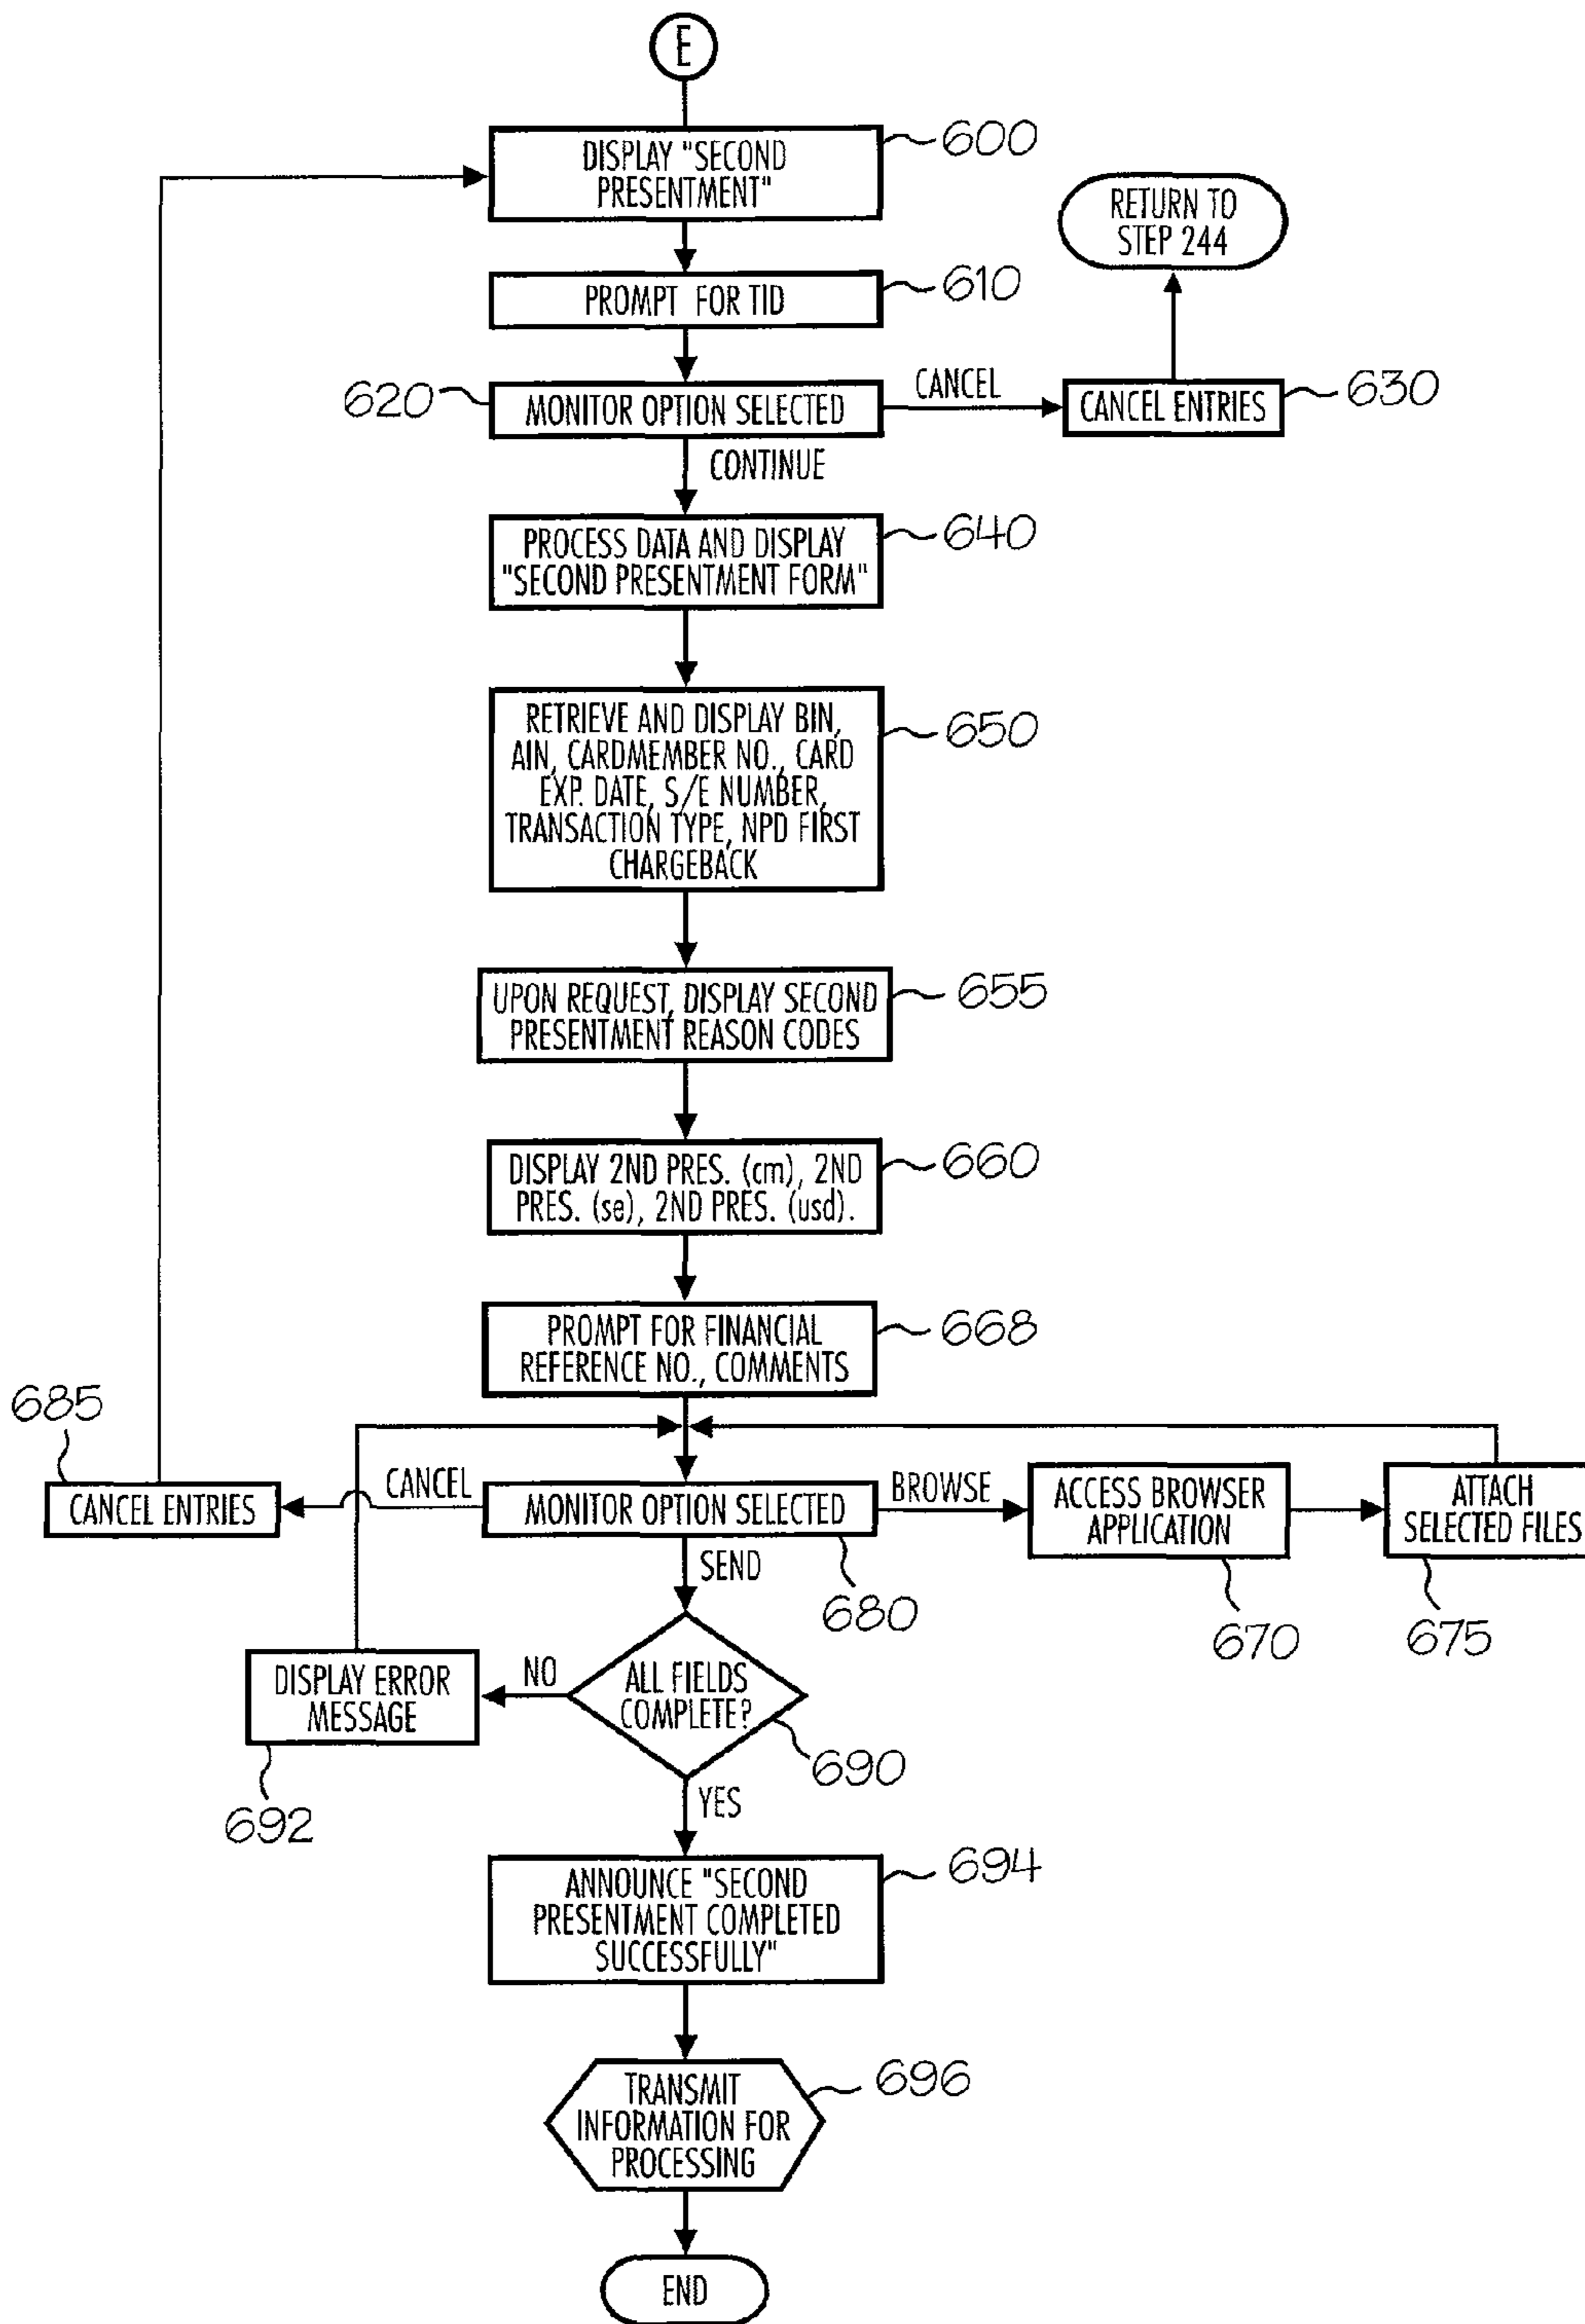 E
DISPLAY "SECOND
PRESENTMENT"
600
RETURN TO
STEP 244
PROMPT FOR TID
610
620
MONITOR OPTION SELECTED
CANCEL
CANCEL ENTRIES
630
CONTINUE
PROCESS DATA AND DISPLAY
"SECOND PRESENTMENT FORM"
640
RETRIEVE AND DISPLAY BIN,
AIN, CARDMEMBER NO., CARD
EXP. DATE, S/E NUMBER,
TRANSACTION TYPE, NPD FIRST
CHARGEBACK
650
UPON REQUEST, DISPLAY SECOND
PRESENTMENT REASON CODES
655
DISPLAY 2ND PRES. (cm), 2ND
PRES. (se), 2ND PRES. (usd).
660
PROMPT FOR FINANCIAL
REFERENCE NO., COMMENTS
668
685
CANCEL ENTRIES
CANCEL
MONITOR OPTION SELECTED
BROWSE
ACCESS BROWSER
APPLICATION
ATTACH
SELECTED FILES
SEND
680
670
675
DISPLAY ERROR
MESSAGE
NO
ALL FIELDS
COMPLETE?
690
692
YES
ANNOUNCE "SECOND
PRESENTMENT COMPLETED
SUCCESSFULLY"
694
TRANSMIT
INFORMATION FOR
PROCESSING
696
END